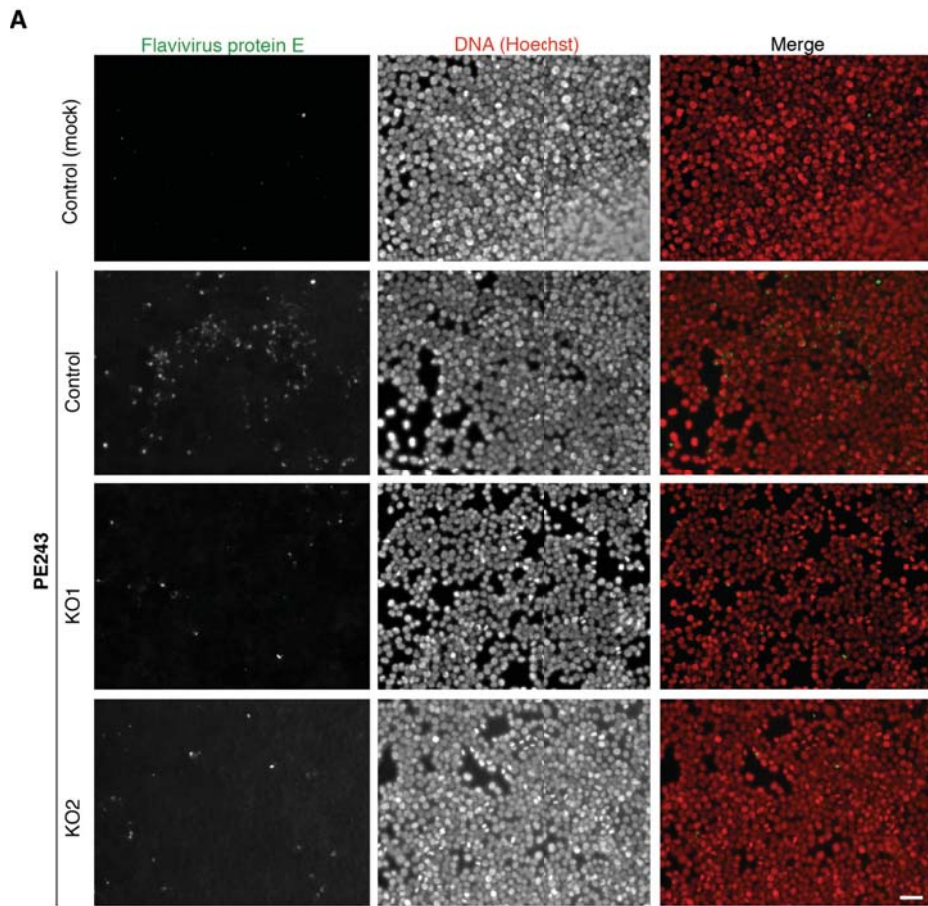 A
Flavivirus protein E
DNA (Hoechst)
Merge
Control (mock)
Control
PE243
KO1
KO2